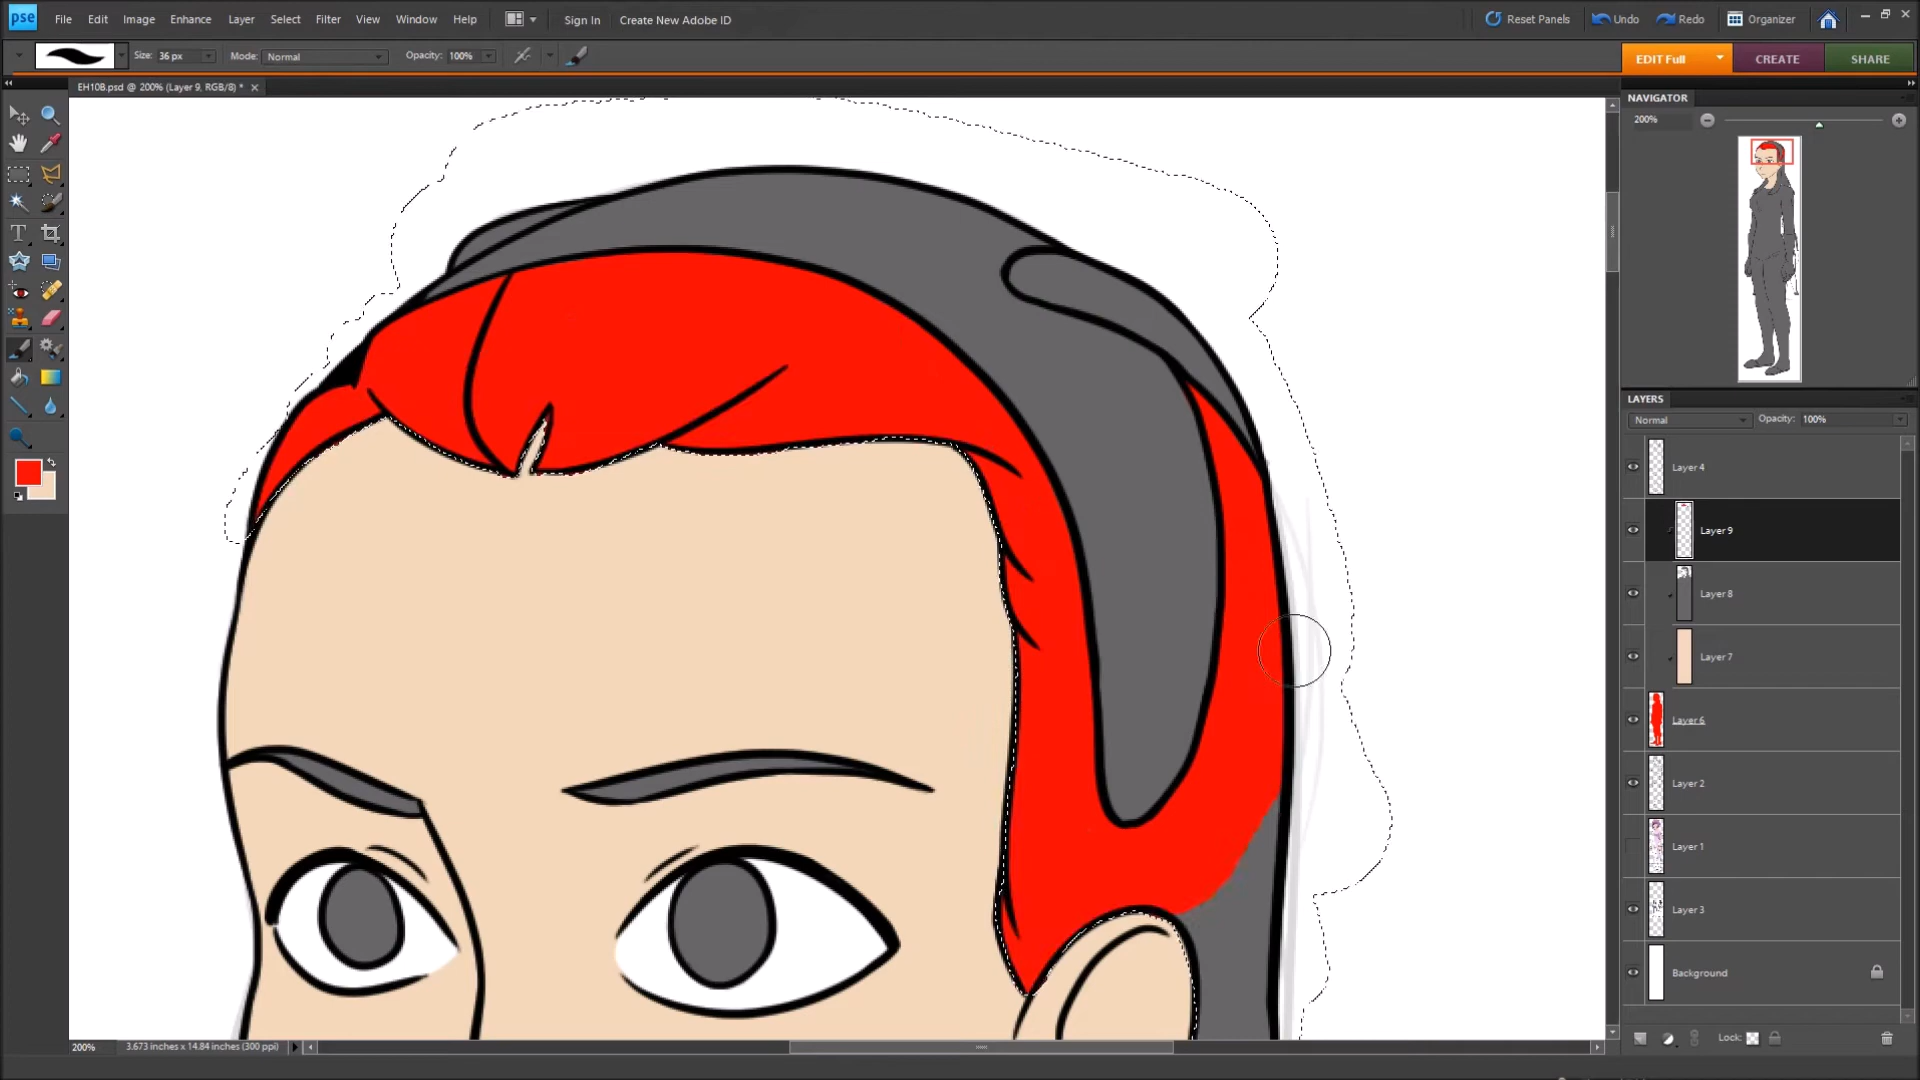 pse File Edit Image Enhance Layer Select Filter View Window Help Sign In Create New Adobe ID Reset Panels Undo Redo Organizer
Size: 36 px Mode: Normal Opacity: 100% EDIT Full CREATE SHARE
EH10B.psd @ 200% (Layer 9, RGB/8) *
NAVIGATOR
200%
LAYERS
Normal Opacity: 100%
Layer 4
Layer 9
Layer 8
Layer 7
Layer 6
Layer 2
Layer 1
Layer 3
Background
Lock:
200% 3.673 inches x 14.84 inches (300 ppi)